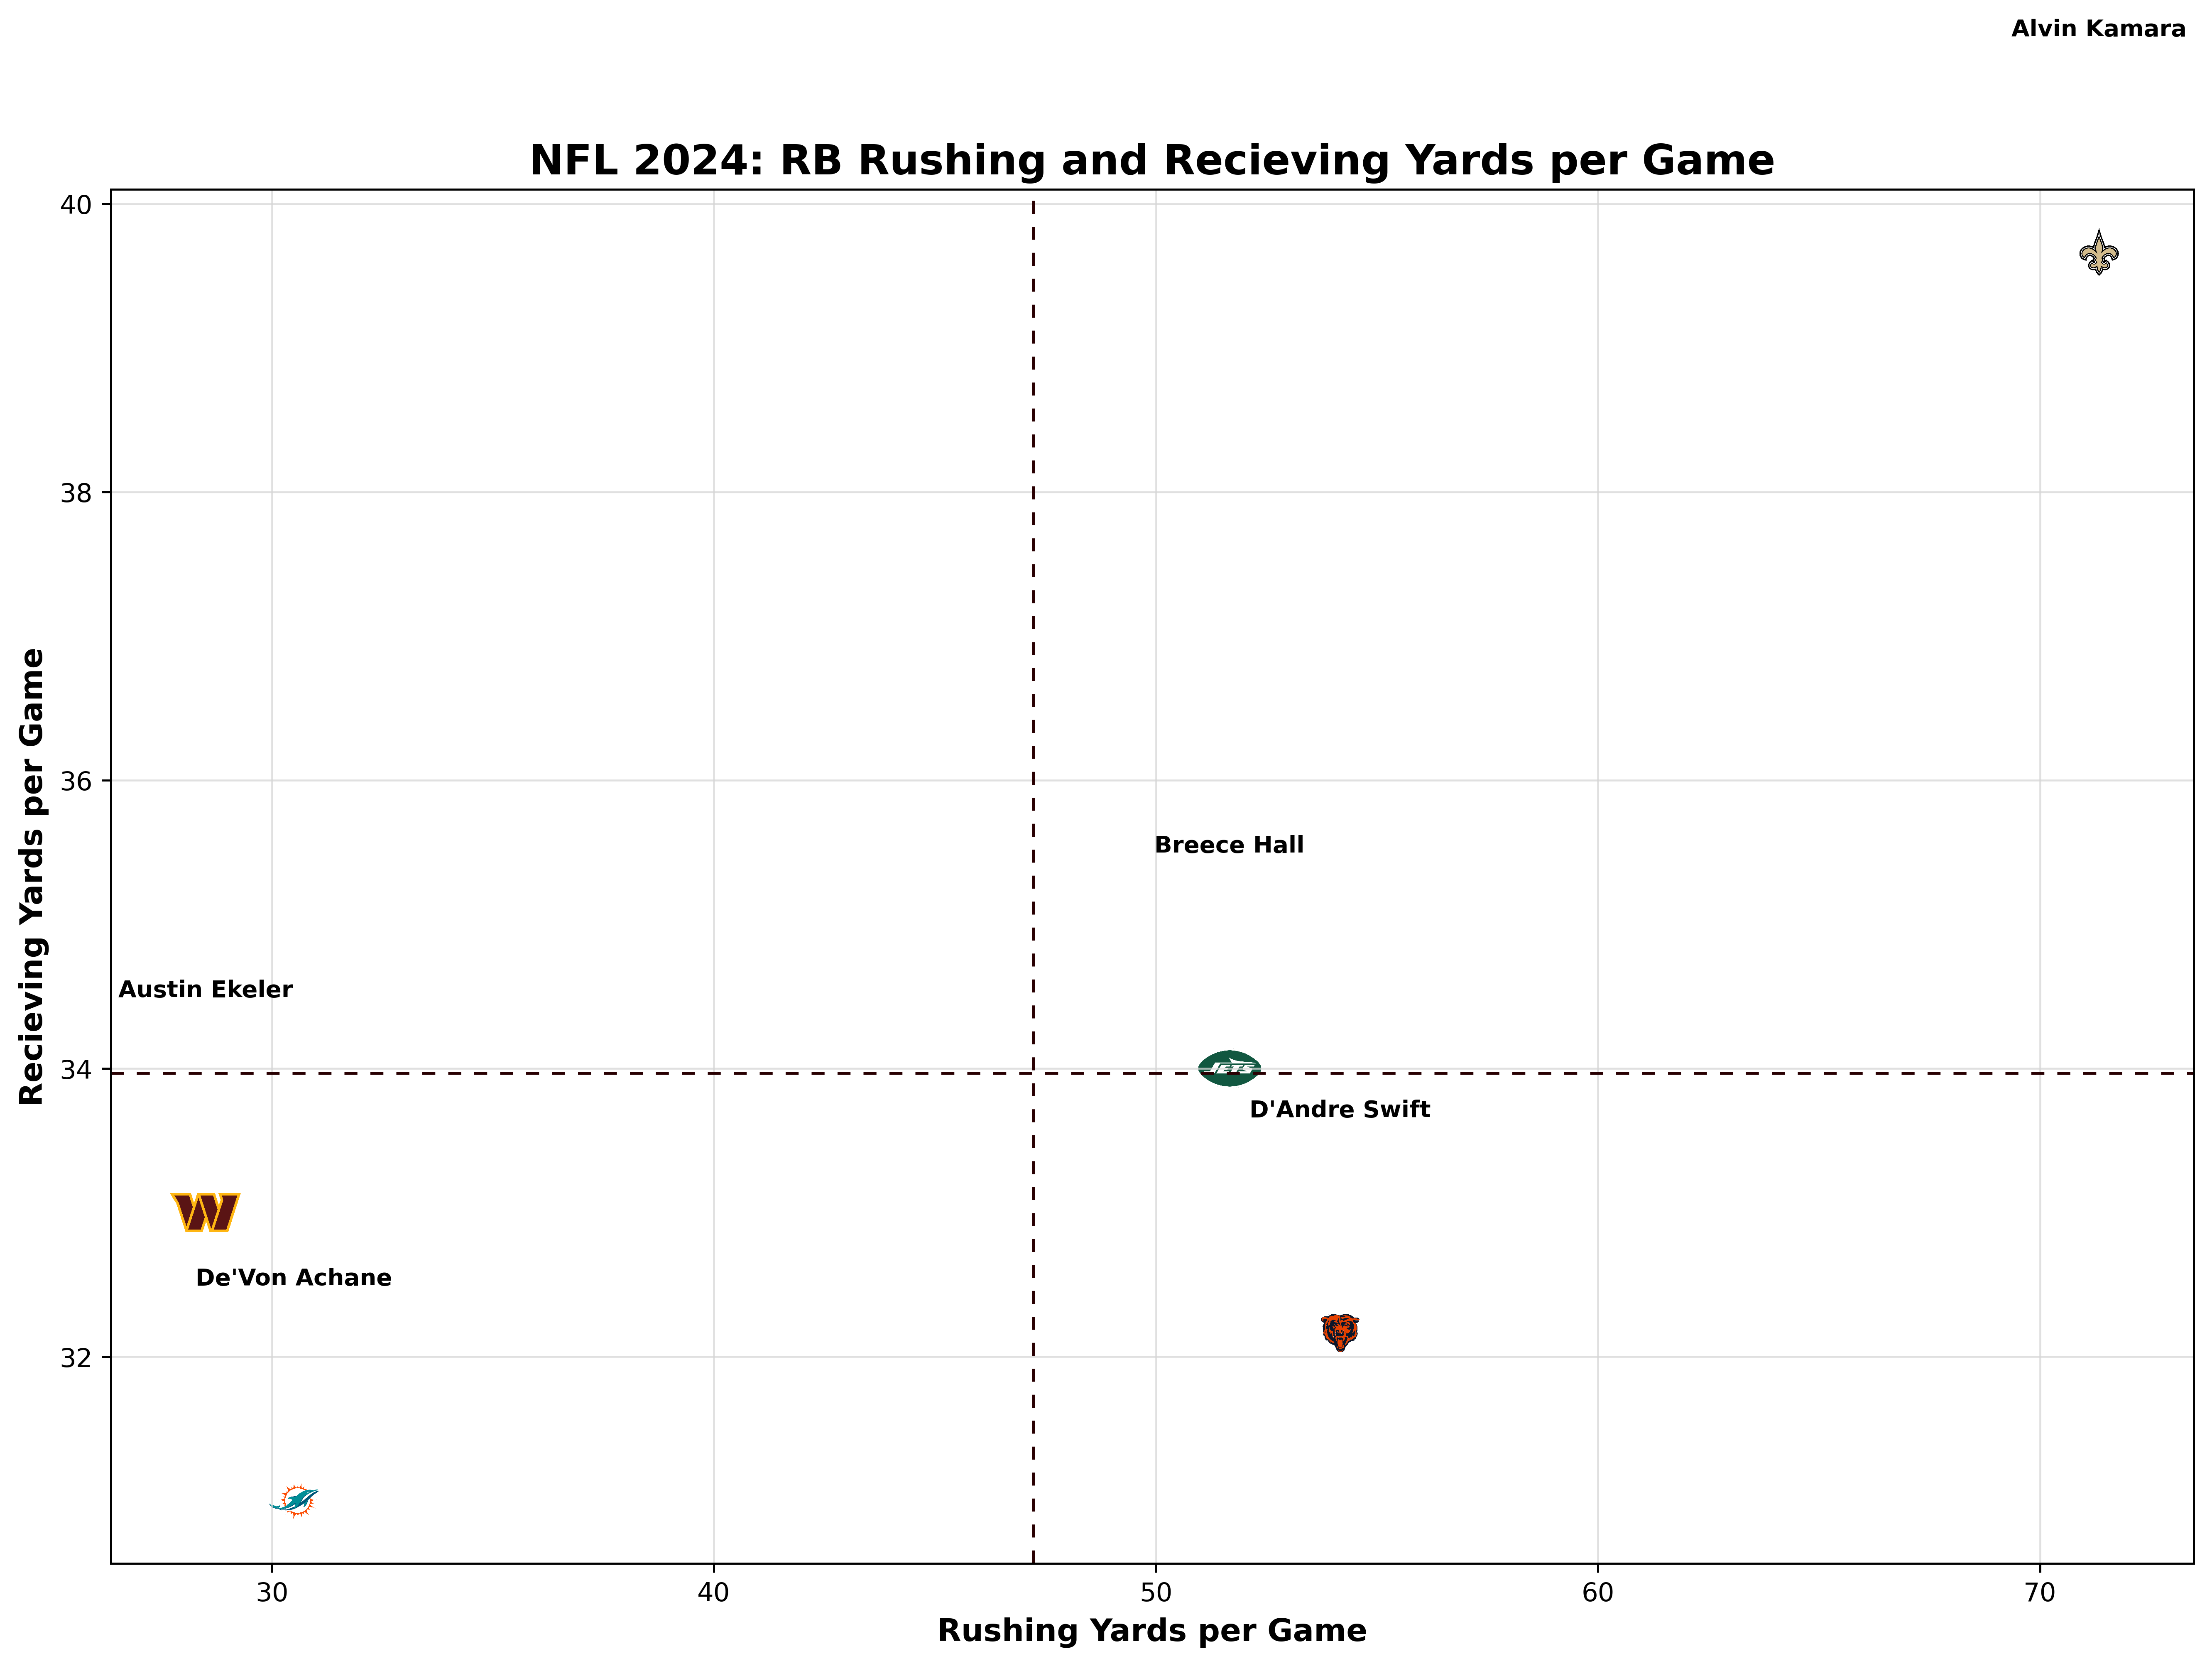 Alvin Kamara
NFL 2024: RB Rushing and Recieving Yards per Game
40
38
36
34
32
Recieving Yards per Game
Breece Hall
Austin Ekeler
JETS
D'Andre Swift
W
De'Von Achane
30
40
50
60
70
Rushing Yards per Game